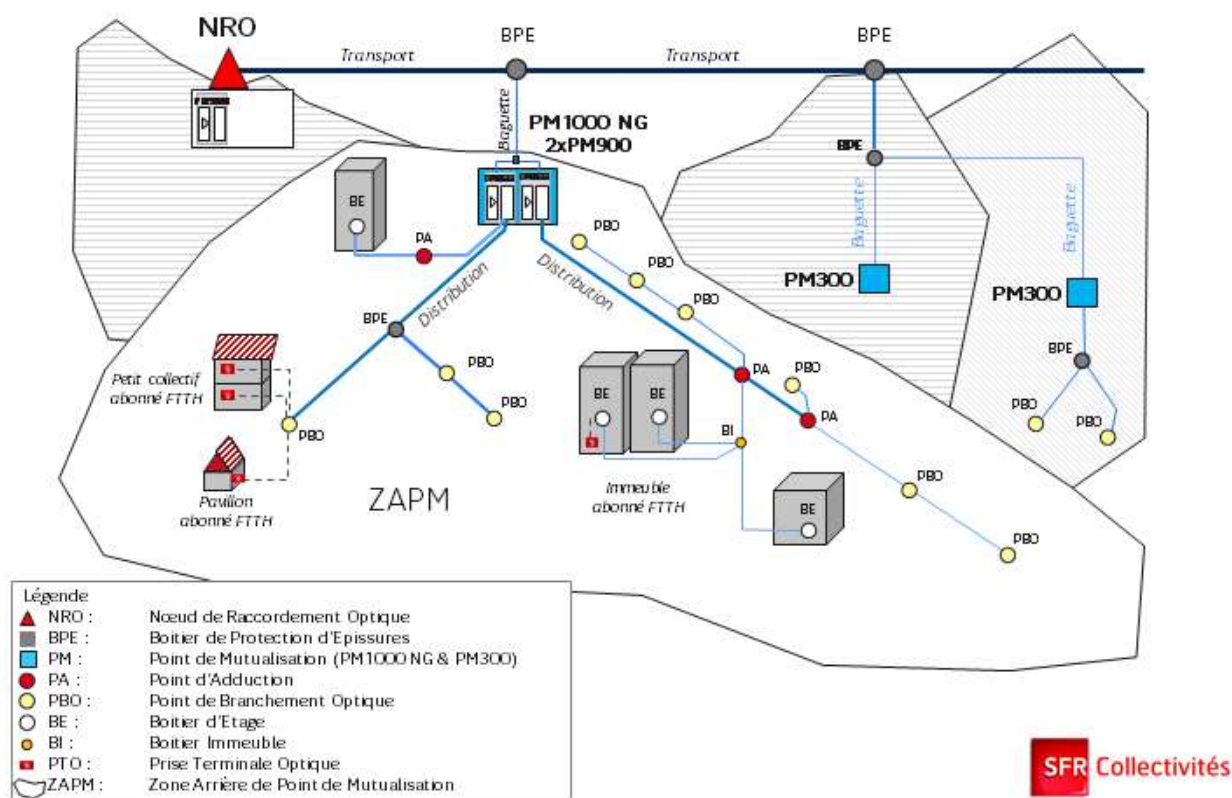 NRO
BPE
BPE
Transport
Transport
Baguette
PM1000 NG
2xPM900
BPE
BE
PA
PBO
PBO
PBO
Distribution
Distribution
Baguette
Baguette
PM300
PM300
BPE
BPE
PBO
PBO
PBO
PBO
PBO
Petit collectif
abonné FTTH
PBO
Pavillon
abonné FTTH
ZAPM
BE
BE
PA
PBO
PA
BI
Immeuble
abonné FTTH
BE
PBO
PBO
Légende
NRO : Nœud de Raccordement Optique
BPE : Boitier de Protection d'Epissures
PM : Point de Mutualisation (PM1000 NG & PM300)
PA : Point d'Adduction
PBO : Point de Branchement Optique
BE : Boitier d'Etage
BI : Boitier Immeuble
PTO : Prise Terminale Optique
ZAPM : Zone Arrière de Point de Mutualisation
SFR Collectivités